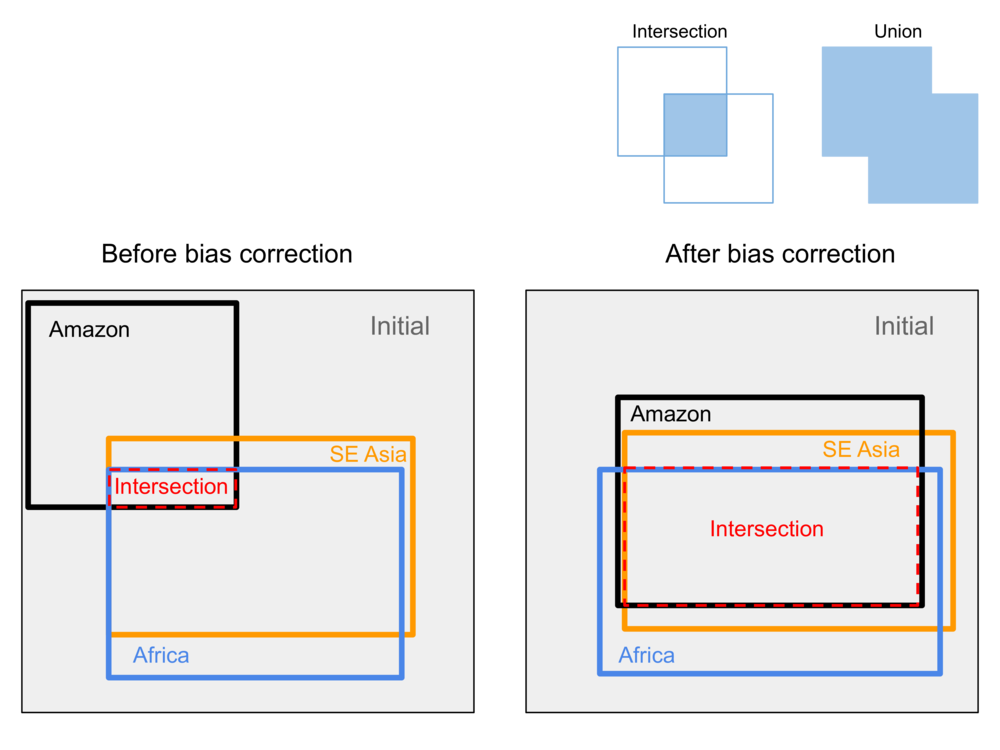 Intersection
Union
Before bias correction
After bias correction
Amazon
Initial
SE Asia
Intersection
Africa
Initial
Amazon
SE Asia
Intersection
Africa